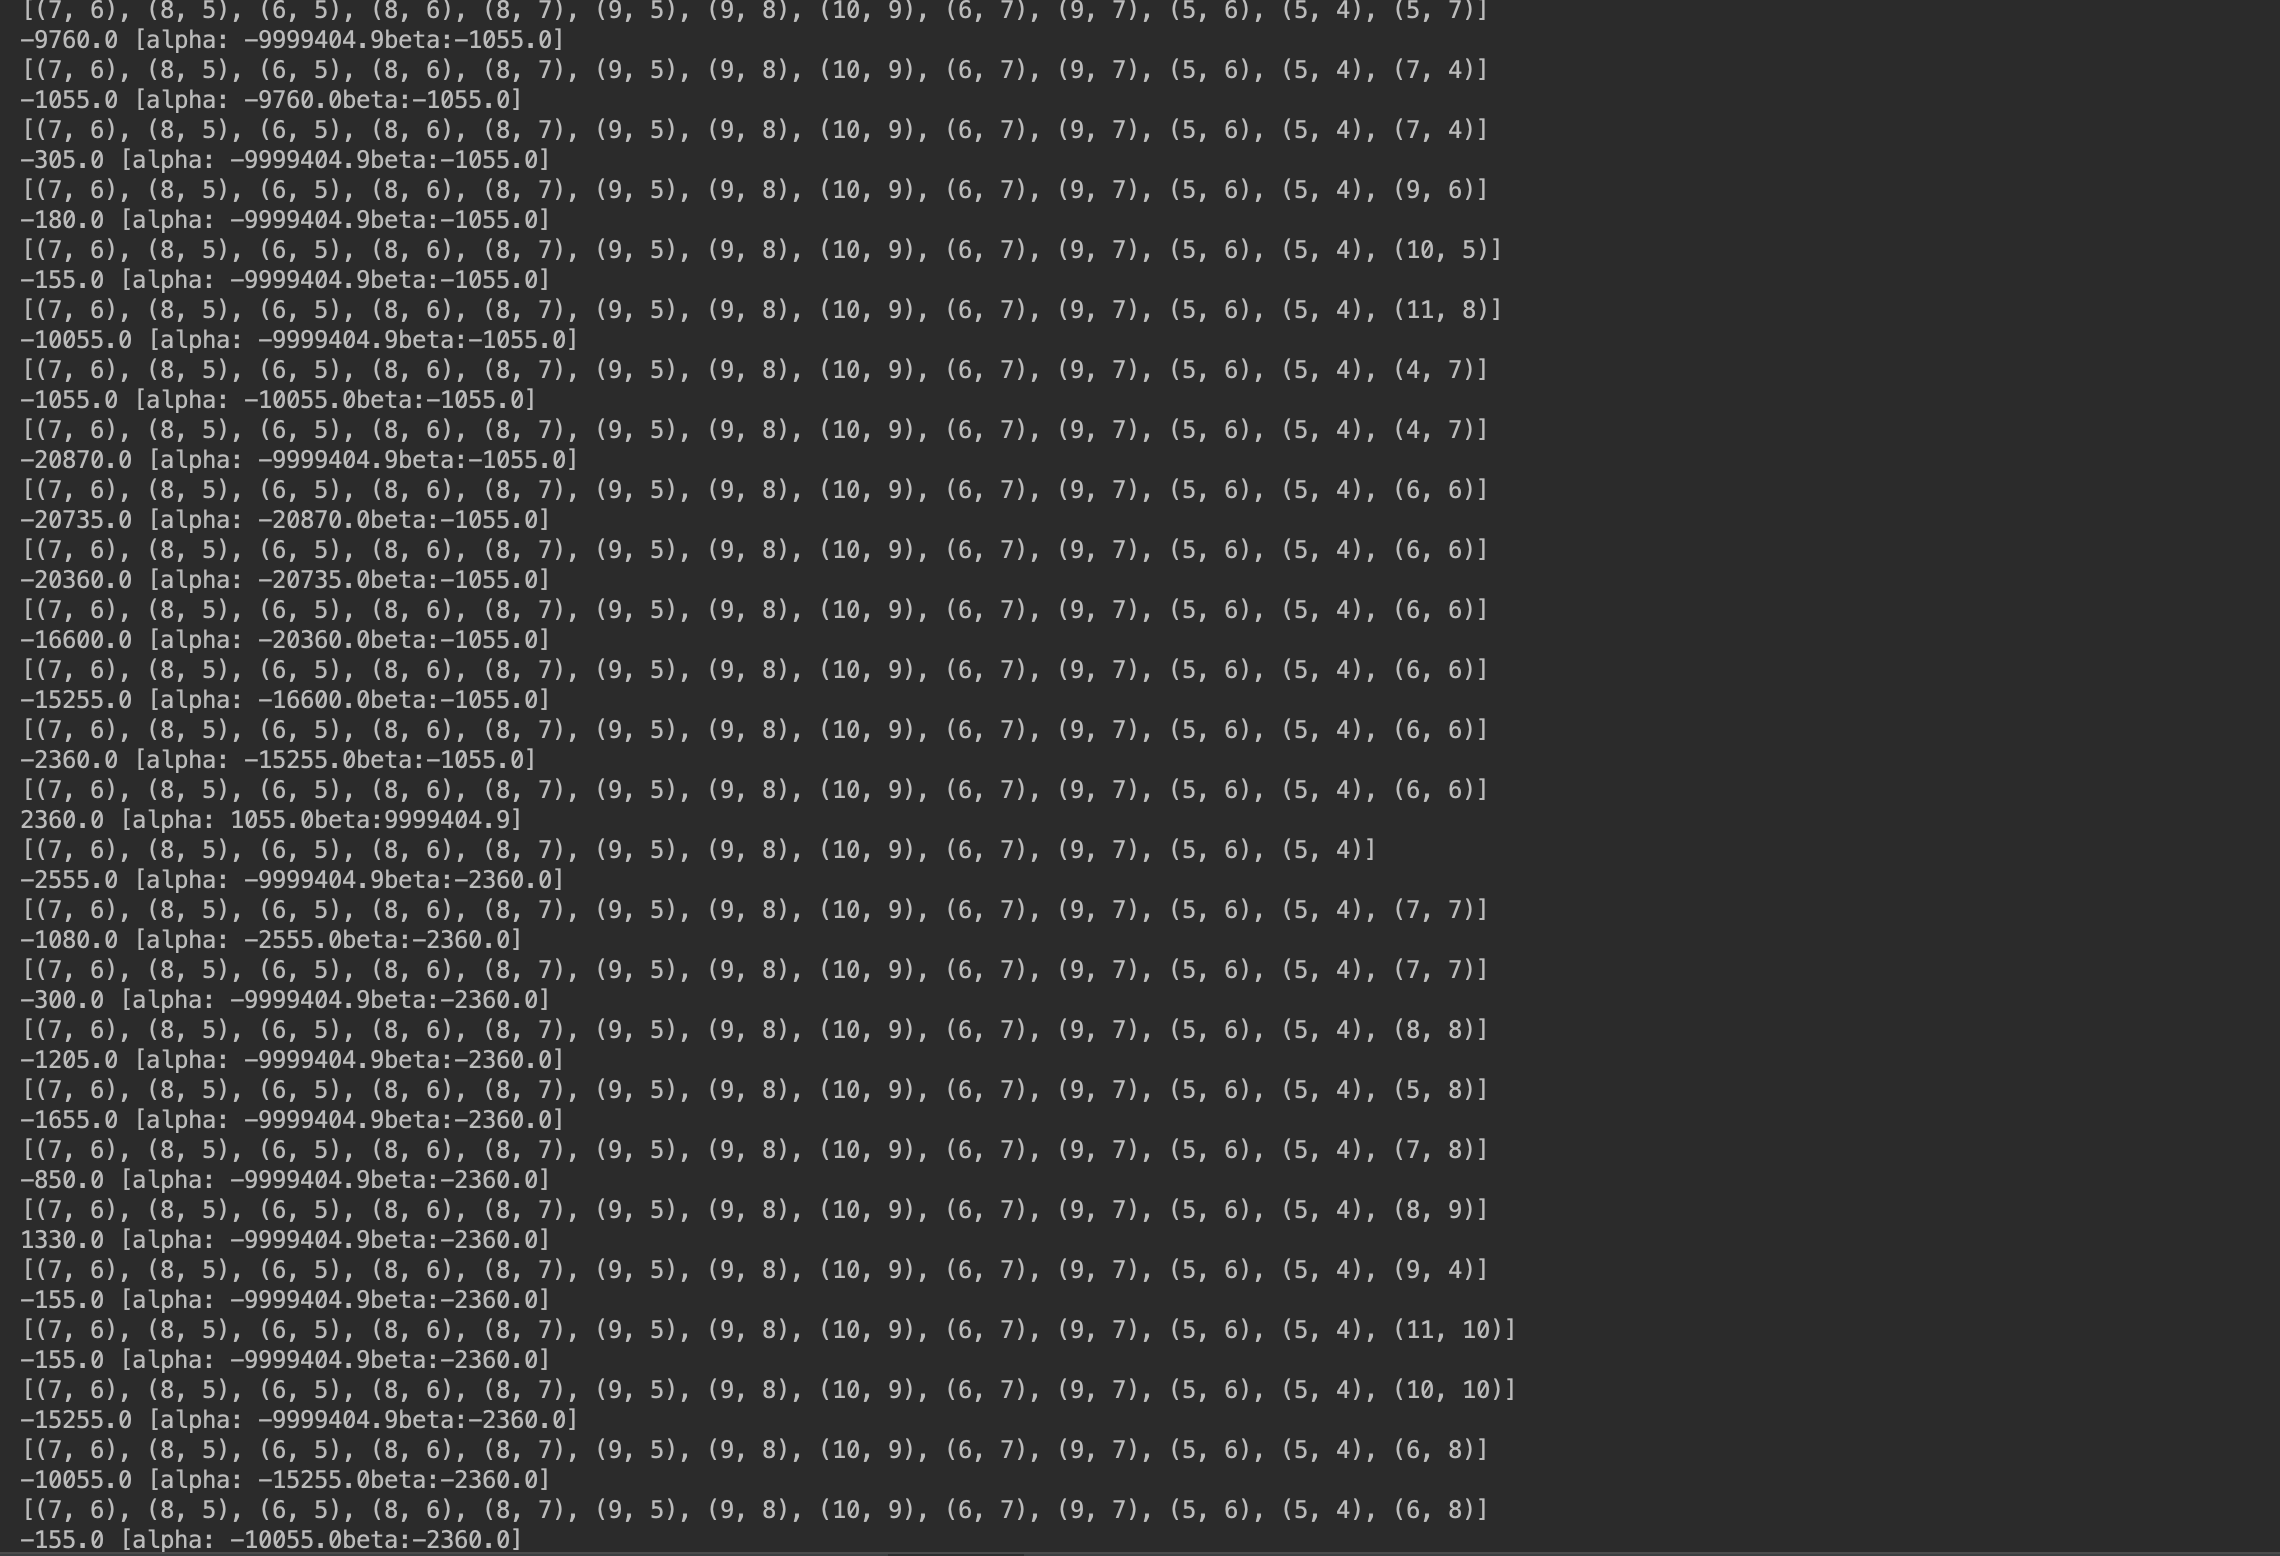 [(7, 6), (8, 5), (6, 5), (8, 6), (8, 7), (9, 5), (9, 8), (10, 9), (6, 7), (9, 7), (5, 6), (5, 4), (5, 7)]
-9760.0 [alpha: -9999404.9beta:-1055.0]
[(7, 6), (8, 5), (6, 5), (8, 6), (8, 7), (9, 5), (9, 8), (10, 9), (6, 7), (9, 7), (5, 6), (5, 4), (7, 4)]
-1055.0 [alpha: -9760.0beta:-1055.0]
[(7, 6), (8, 5), (6, 5), (8, 6), (8, 7), (9, 5), (9, 8), (10, 9), (6, 7), (9, 7), (5, 6), (5, 4), (7, 4)]
-305.0 [alpha: -9999404.9beta:-1055.0]
[(7, 6), (8, 5), (6, 5), (8, 6), (8, 7), (9, 5), (9, 8), (10, 9), (6, 7), (9, 7), (5, 6), (5, 4), (9, 6)]
-180.0 [alpha: -9999404.9beta:-1055.0]
[(7, 6), (8, 5), (6, 5), (8, 6), (8, 7), (9, 5), (9, 8), (10, 9), (6, 7), (9, 7), (5, 6), (5, 4), (10, 5)]
-155.0 [alpha: -9999404.9beta:-1055.0]
[(7, 6), (8, 5), (6, 5), (8, 6), (8, 7), (9, 5), (9, 8), (10, 9), (6, 7), (9, 7), (5, 6), (5, 4), (11, 8)]
-10055.0 [alpha: -9999404.9beta:-1055.0]
[(7, 6), (8, 5), (6, 5), (8, 6), (8, 7), (9, 5), (9, 8), (10, 9), (6, 7), (9, 7), (5, 6), (5, 4), (4, 7)]
-1055.0 [alpha: -10055.0beta:-1055.0]
[(7, 6), (8, 5), (6, 5), (8, 6), (8, 7), (9, 5), (9, 8), (10, 9), (6, 7), (9, 7), (5, 6), (5, 4), (4, 7)]
-20870.0 [alpha: -9999404.9beta:-1055.0]
[(7, 6), (8, 5), (6, 5), (8, 6), (8, 7), (9, 5), (9, 8), (10, 9), (6, 7), (9, 7), (5, 6), (5, 4), (6, 6)]
-20735.0 [alpha: -20870.0beta:-1055.0]
[(7, 6), (8, 5), (6, 5), (8, 6), (8, 7), (9, 5), (9, 8), (10, 9), (6, 7), (9, 7), (5, 6), (5, 4), (6, 6)]
-20360.0 [alpha: -20735.0beta:-1055.0]
[(7, 6), (8, 5), (6, 5), (8, 6), (8, 7), (9, 5), (9, 8), (10, 9), (6, 7), (9, 7), (5, 6), (5, 4), (6, 6)]
-16600.0 [alpha: -20360.0beta:-1055.0]
[(7, 6), (8, 5), (6, 5), (8, 6), (8, 7), (9, 5), (9, 8), (10, 9), (6, 7), (9, 7), (5, 6), (5, 4), (6, 6)]
-15255.0 [alpha: -16600.0beta:-1055.0]
[(7, 6), (8, 5), (6, 5), (8, 6), (8, 7), (9, 5), (9, 8), (10, 9), (6, 7), (9, 7), (5, 6), (5, 4), (6, 6)]
-2360.0 [alpha: -15255.0beta:-1055.0]
[(7, 6), (8, 5), (6, 5), (8, 6), (8, 7), (9, 5), (9, 8), (10, 9), (6, 7), (9, 7), (5, 6), (5, 4), (6, 6)]
2360.0 [alpha: 1055.0beta:9999404.9]
[(7, 6), (8, 5), (6, 5), (8, 6), (8, 7), (9, 5), (9, 8), (10, 9), (6, 7), (9, 7), (5, 6), (5, 4)]
-2555.0 [alpha: -9999404.9beta:-2360.0]
[(7, 6), (8, 5), (6, 5), (8, 6), (8, 7), (9, 5), (9, 8), (10, 9), (6, 7), (9, 7), (5, 6), (5, 4), (7, 7)]
-1080.0 [alpha: -2555.0beta:-2360.0]
[(7, 6), (8, 5), (6, 5), (8, 6), (8, 7), (9, 5), (9, 8), (10, 9), (6, 7), (9, 7), (5, 6), (5, 4), (7, 7)]
-300.0 [alpha: -9999404.9beta:-2360.0]
[(7, 6), (8, 5), (6, 5), (8, 6), (8, 7), (9, 5), (9, 8), (10, 9), (6, 7), (9, 7), (5, 6), (5, 4), (8, 8)]
-1205.0 [alpha: -9999404.9beta:-2360.0]
[(7, 6), (8, 5), (6, 5), (8, 6), (8, 7), (9, 5), (9, 8), (10, 9), (6, 7), (9, 7), (5, 6), (5, 4), (5, 8)]
-1655.0 [alpha: -9999404.9beta:-2360.0]
[(7, 6), (8, 5), (6, 5), (8, 6), (8, 7), (9, 5), (9, 8), (10, 9), (6, 7), (9, 7), (5, 6), (5, 4), (7, 8)]
-850.0 [alpha: -9999404.9beta:-2360.0]
[(7, 6), (8, 5), (6, 5), (8, 6), (8, 7), (9, 5), (9, 8), (10, 9), (6, 7), (9, 7), (5, 6), (5, 4), (8, 9)]
1330.0 [alpha: -9999404.9beta:-2360.0]
[(7, 6), (8, 5), (6, 5), (8, 6), (8, 7), (9, 5), (9, 8), (10, 9), (6, 7), (9, 7), (5, 6), (5, 4), (9, 4)]
-155.0 [alpha: -9999404.9beta:-2360.0]
[(7, 6), (8, 5), (6, 5), (8, 6), (8, 7), (9, 5), (9, 8), (10, 9), (6, 7), (9, 7), (5, 6), (5, 4), (11, 10)]
-155.0 [alpha: -9999404.9beta:-2360.0]
[(7, 6), (8, 5), (6, 5), (8, 6), (8, 7), (9, 5), (9, 8), (10, 9), (6, 7), (9, 7), (5, 6), (5, 4), (10, 10)]
-15255.0 [alpha: -9999404.9beta:-2360.0]
[(7, 6), (8, 5), (6, 5), (8, 6), (8, 7), (9, 5), (9, 8), (10, 9), (6, 7), (9, 7), (5, 6), (5, 4), (6, 8)]
-10055.0 [alpha: -15255.0beta:-2360.0]
[(7, 6), (8, 5), (6, 5), (8, 6), (8, 7), (9, 5), (9, 8), (10, 9), (6, 7), (9, 7), (5, 6), (5, 4), (6, 8)]
-155.0 [alpha: -10055.0beta:-2360.0]